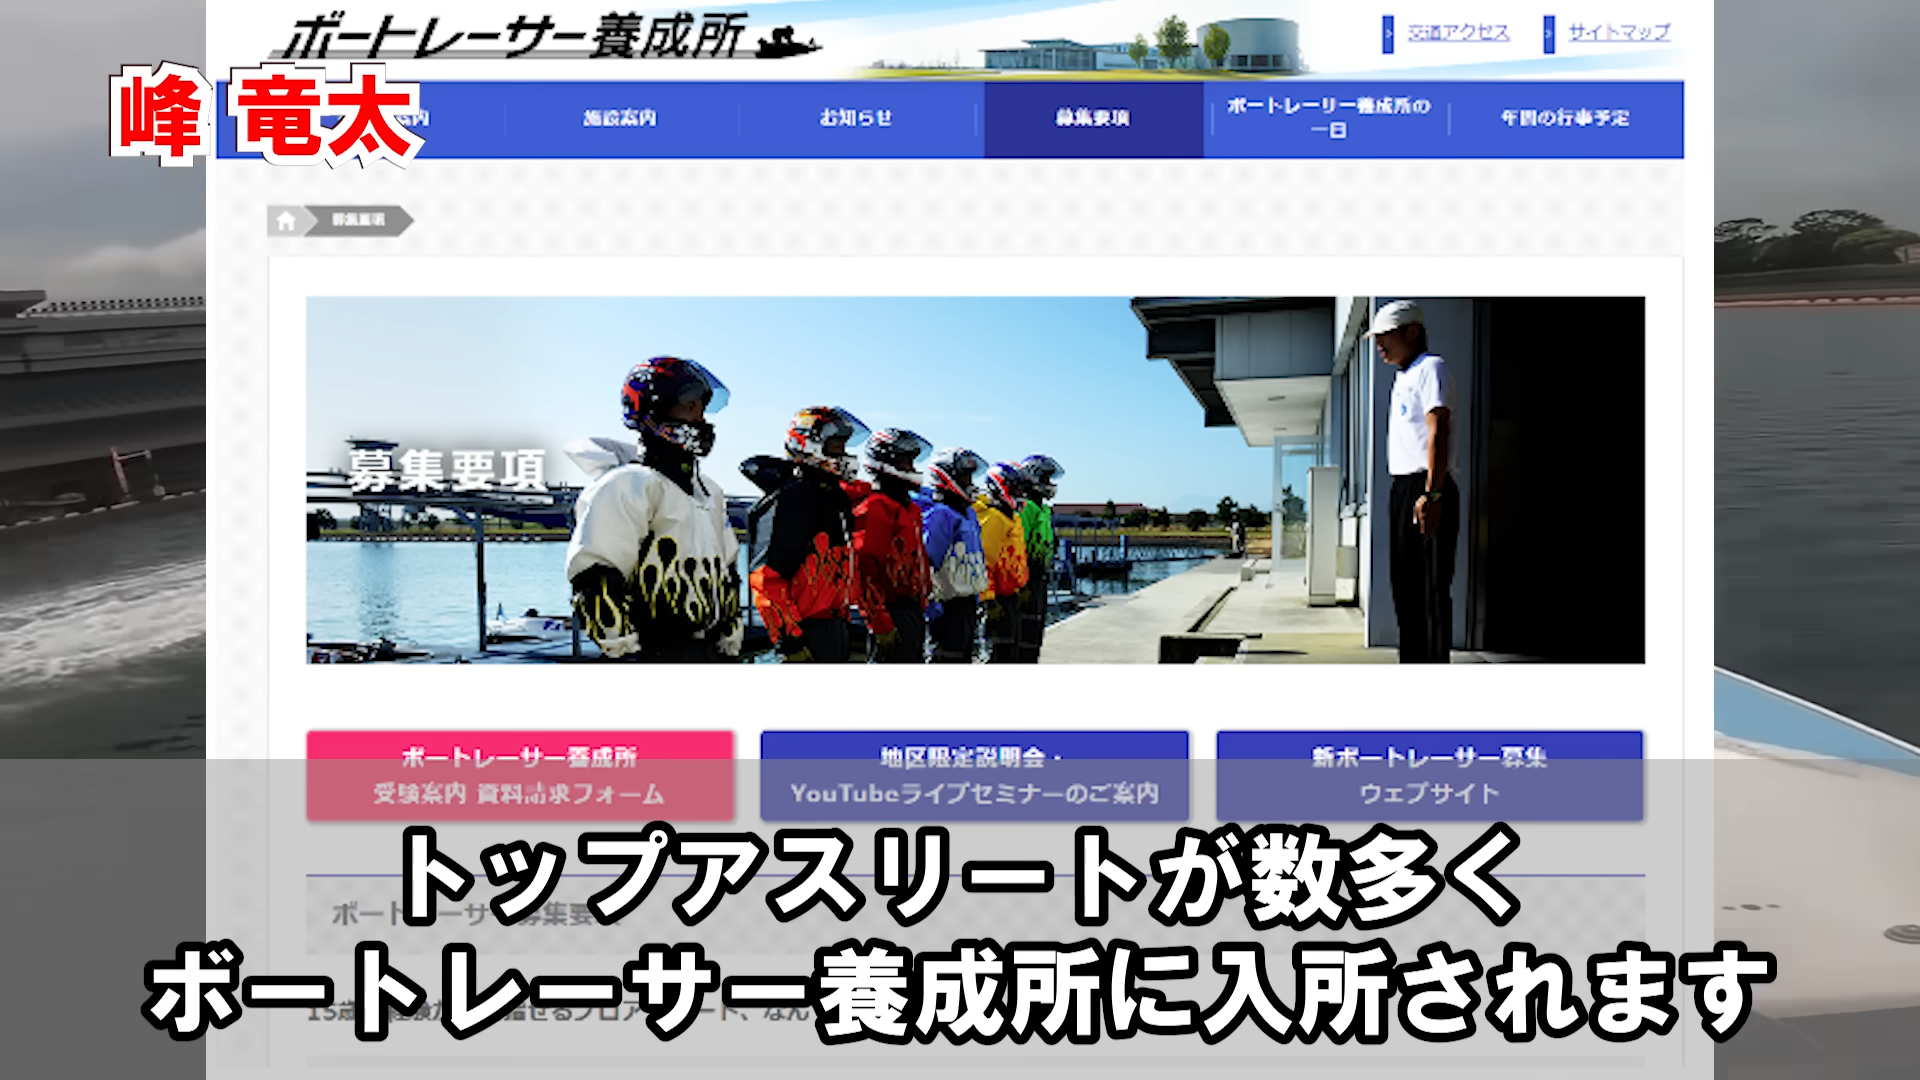 ボートレーサー養成所
交通アクセス
サイトマップ
峰 竜太
案内
施設案内
お知らせ
募集要項
ボートレーサー養成所の
一日
年間の行事予定
募集要項
募集要項
ボートレーサー養成所
受験案内 資料請求フォーム
地区限定説明会・
YouTubeライブセミナーのご案内
新ボートレーサー募集
ウェブサイト
トップアスリートが数多く
ボートレーサー養成所に入所されます